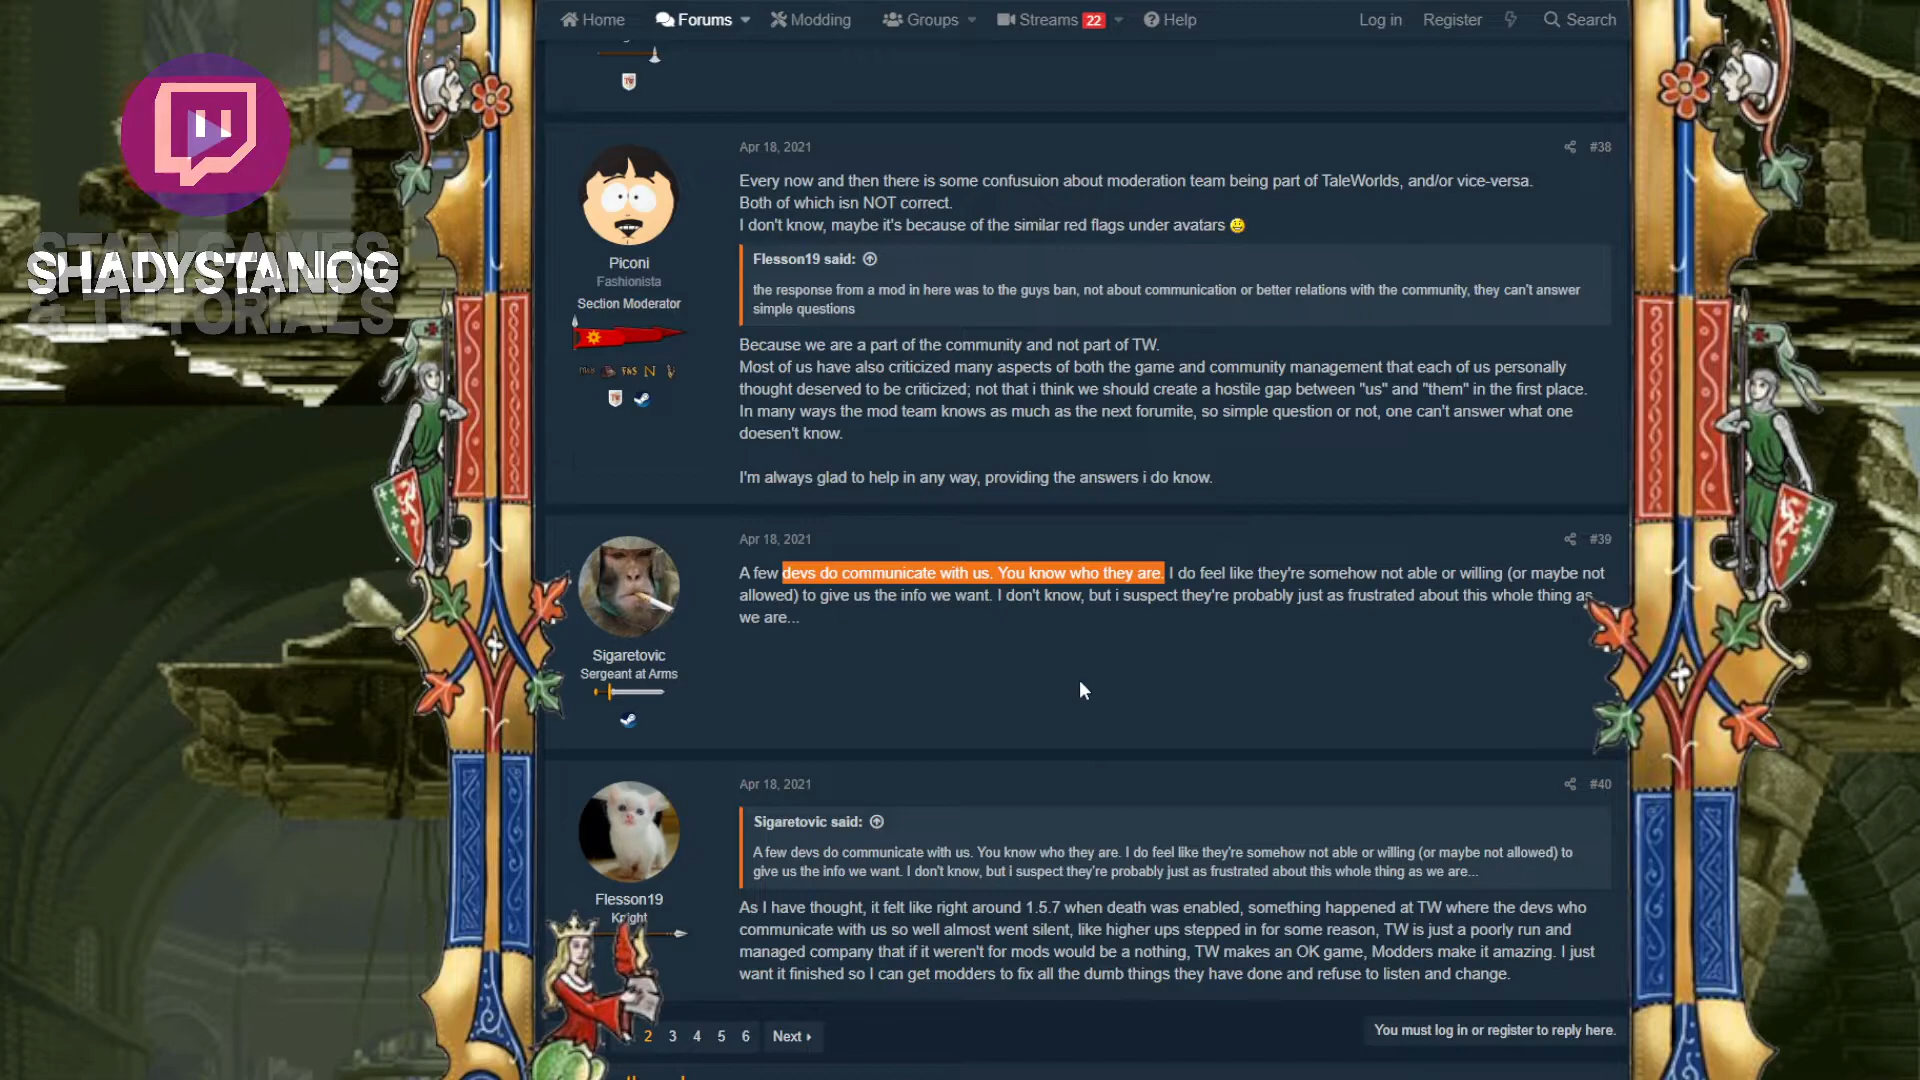 Home
Forums
Modding
Groups
Streams 22
Help
Log in
Register
Search
STAN GAMES
SHADYSTANOG
& TUTORIALS
Apr 18, 2021
#38
Every now and then there is some confusuion about moderation team being part of TaleWorlds, and/or vice-versa.
Both of which isn NOT correct.
I don't know, maybe it's because of the similar red flags under avatars
Piconi
Fashionista
Section Moderator
Flesson19 said:
the response from a mod in here was to the guys ban, not about communication or better relations with the community, they can't answer
simple questions
Because we are a part of the community and not part of TW.
Most of us have also criticized many aspects of both the game and community management that each of us personally
thought deserved to be criticized; not that i think we should create a hostile gap between "us" and "them" in the first place.
In many ways the mod team knows as much as the next forumite, so simple question or not, one can't answer what one
doesen't know.
I'm always glad to help in any way, providing the answers i do know.
Apr 18, 2021
#39
A few devs do communicate with us. You know who they are. I do feel like they're somehow not able or willing (or maybe not
allowed) to give us the info we want. I don't know, but i suspect they're probably just as frustrated about this whole thing as
we are...
Sigaretovic
Sergeant at Arms
Apr 18, 2021
#40
Sigaretovic said:
A few devs do communicate with us. You know who they are. I do feel like they're somehow not able or willing (or maybe not allowed) to
give us the info we want. I don't know, but i suspect they're probably just as frustrated about this whole thing as we are...
Flesson19
Knight
As I have thought, it felt like right around 1.5.7 when death was enabled, something happened at TW where the devs who
communicate with us so well almost went silent, like higher ups stepped in for some reason, TW is just a poorly run and
managed company that if it weren't for mods would be a nothing, TW makes an OK game, Modders make it amazing. I just
want it finished so I can get modders to fix all the dumb things they have done and refuse to listen and change.
2 3 4 5 6 Next
You must log in or register to reply here.